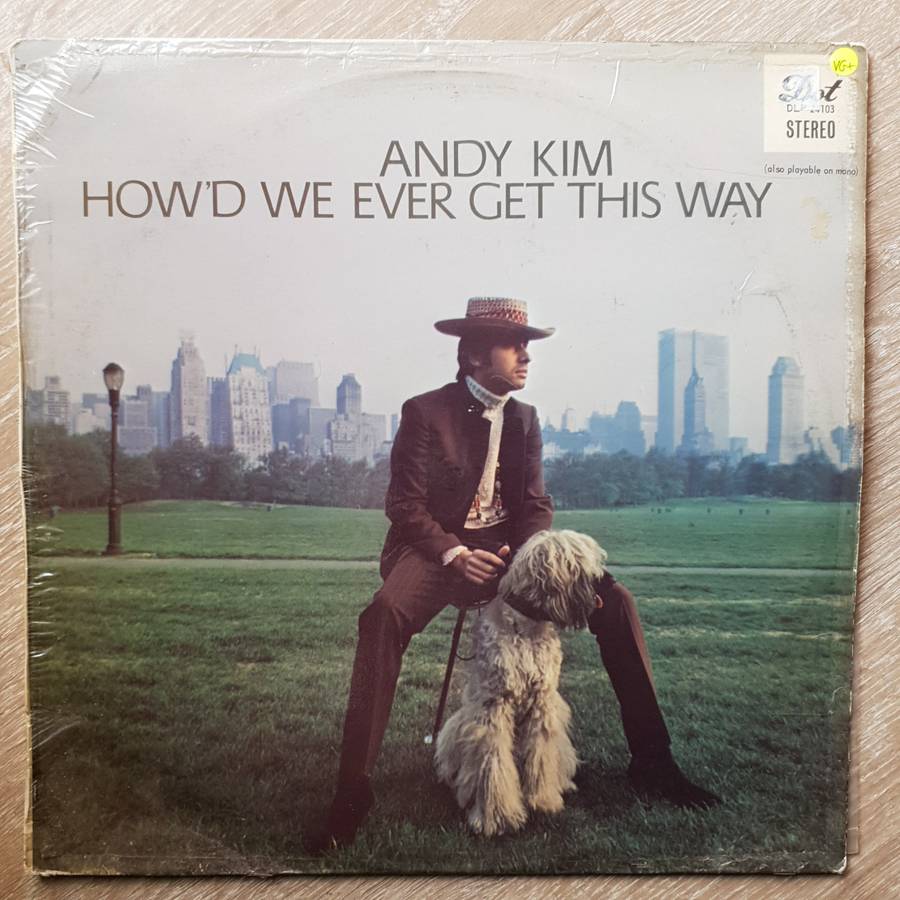 VG+
Dot
STEREO
(also playable on mono)
ANDY KIM
HOW'D WE EVER GET THIS WAY